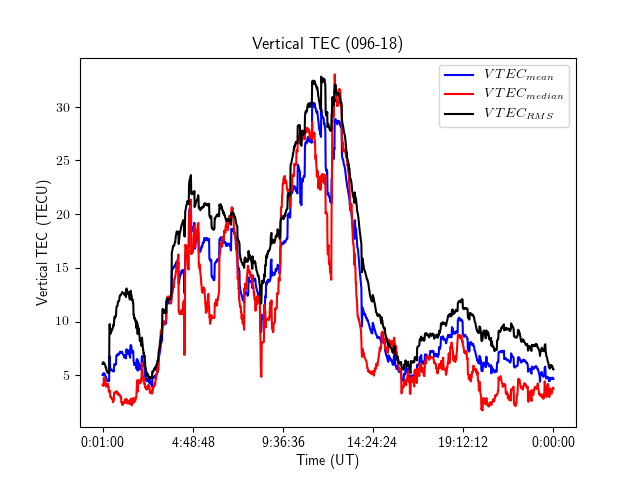 Vertical TEC (096-18)
VTEC_mean
VTEC_median
VTEC_RMS
Vertical TEC (TECU)
30
25
20
15
10
5
0:01:00 4:48:48 9:36:36 14:24:24 19:12:12 0:00:00
Time (UT)